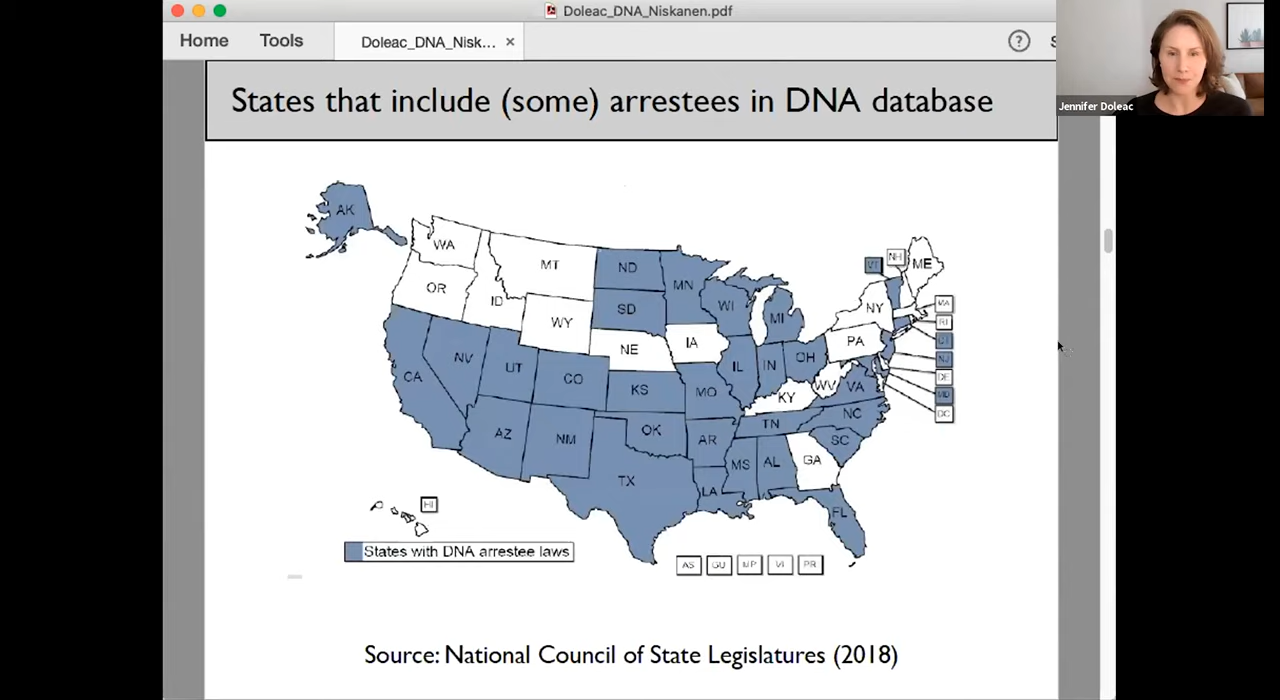 Doleac_DNA_Niskanen.pdf
Home Tools Doleac_DNA_Nisk... × ?
Jennifer Doleac
States that include (some) arrestees in DNA database
AK
WA
MT
ND
MN
VT
NH
ME
OR
ID
SD
WI
MI
NY
MA
RI
WY
NE
IA
PA
CT
NJ
NV
UT
CO
KS
MO
IL
IN
OH
WV
VA
DE
MD
DC
CA
KY
AZ
NM
OK
AR
TN
NC
SC
TX
LA
MS
AL
GA
FL
HI
States with DNA arrestee laws
AS GU MP VI PR
Source: National Council of State Legislatures (2018)